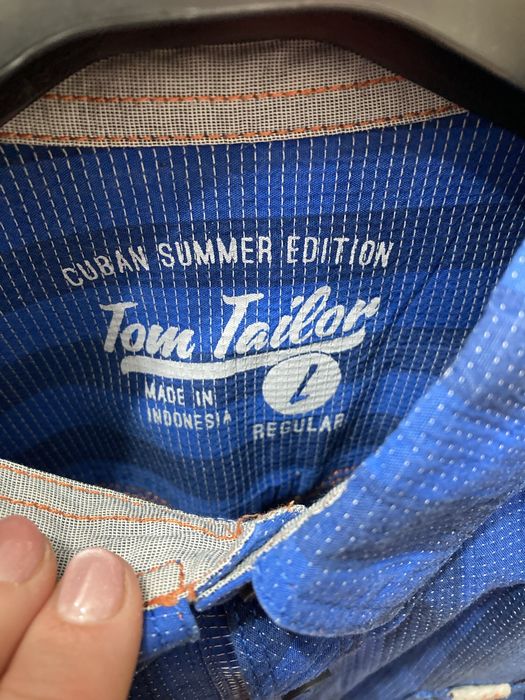 CUBAN SUMMER EDITION
Tom Tailor
MADE IN
INDONESIA
L
REGULAR